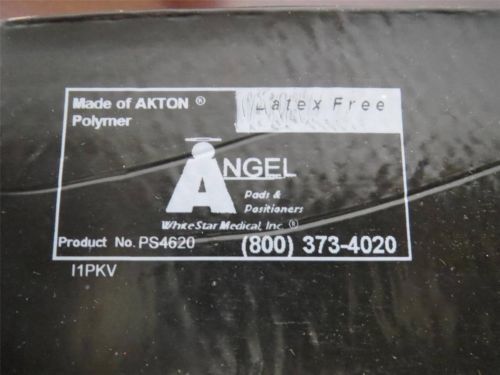 Made of AKTON ® Latex Free
Polymer
ANGEL
Pads &
Positioners
WhiteStar Medical, Inc. ®
Product No. PS4620 (800) 373-4020
I1PKV